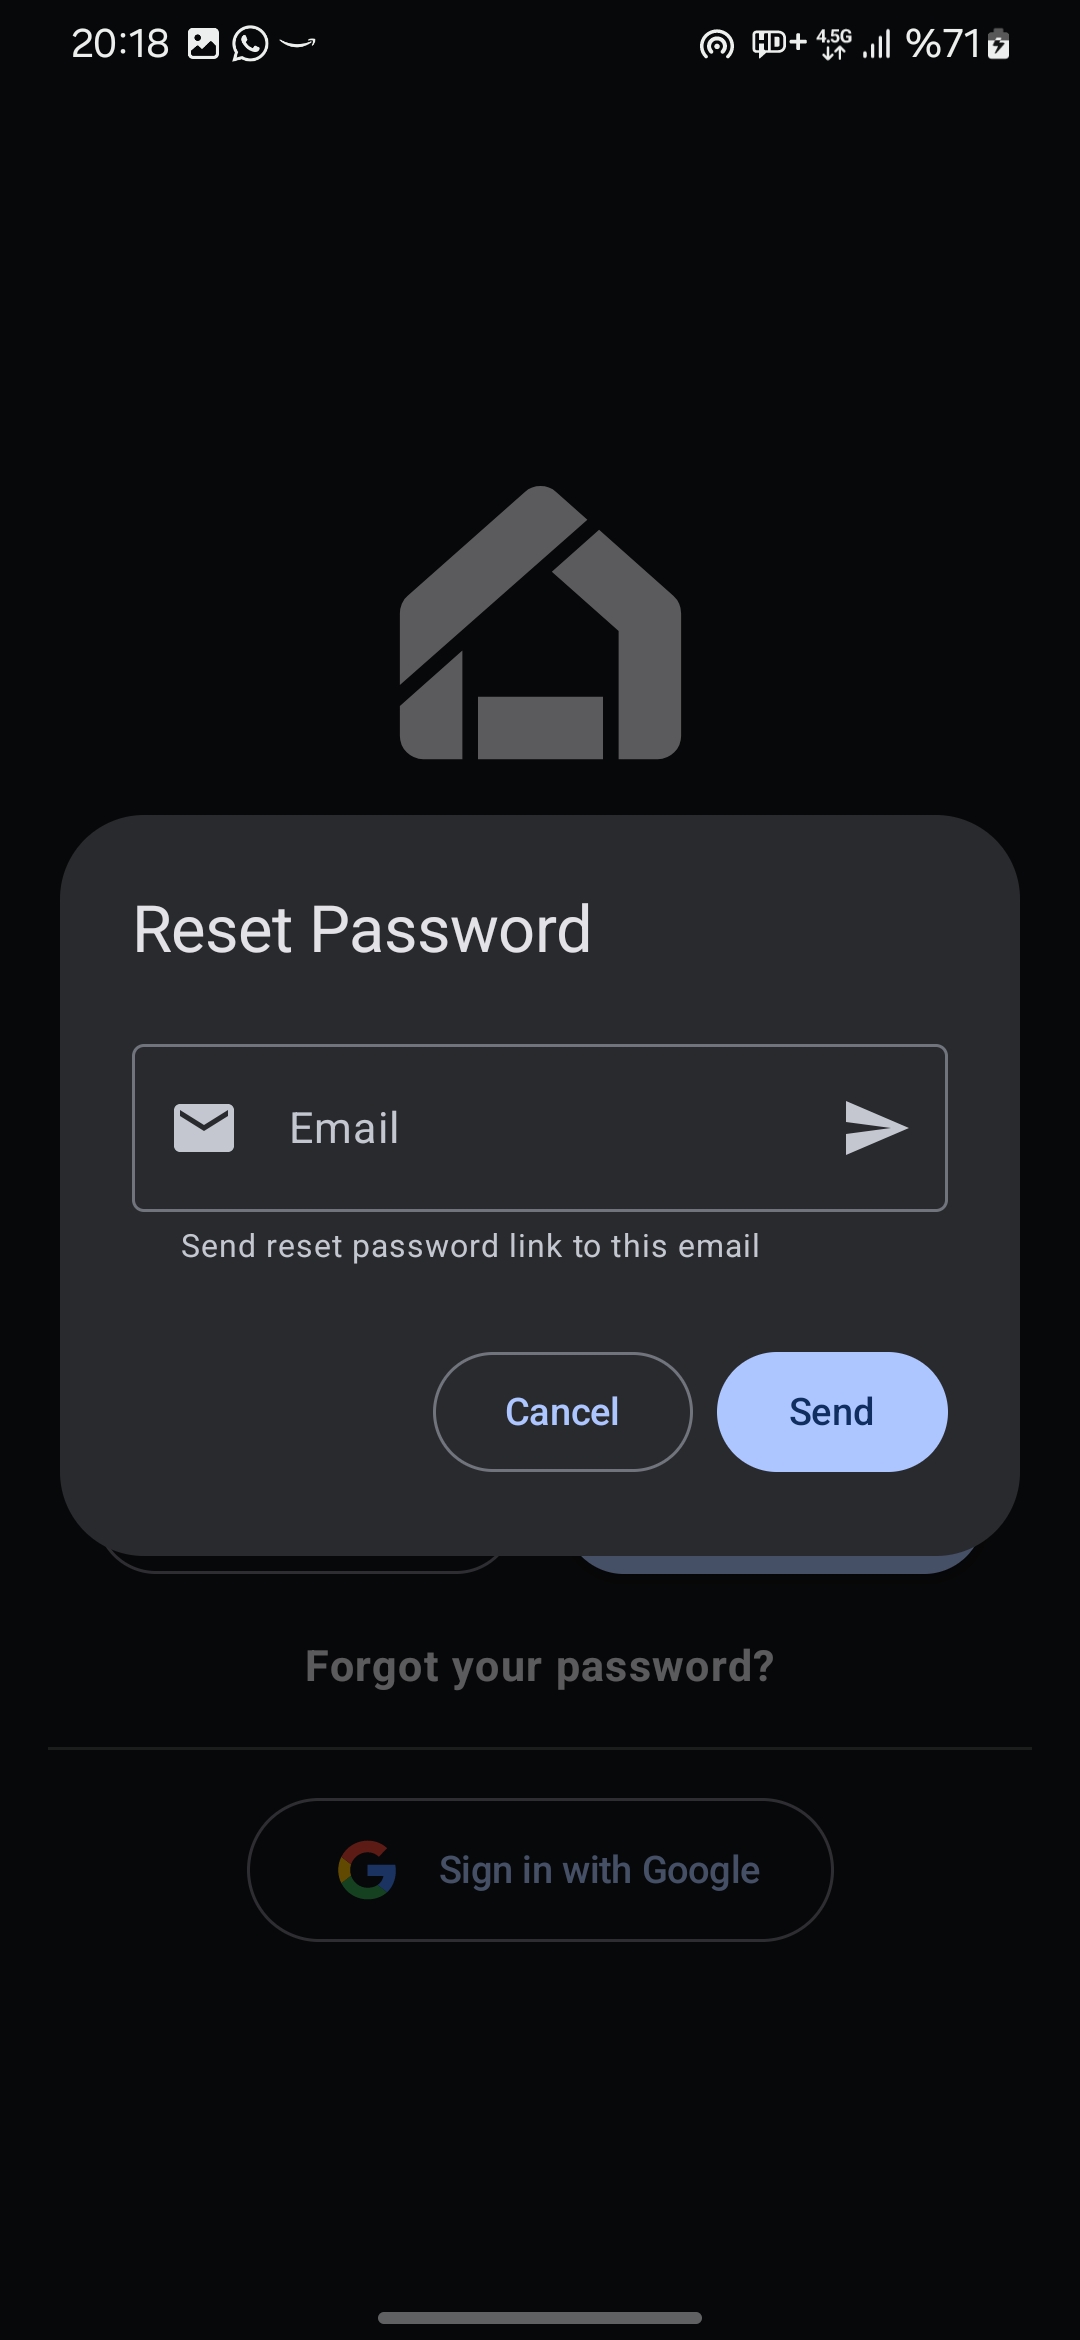 20:18 HD+ 4.5G %71
Reset Password
Email
Send reset password link to this email
Cancel Send
Forgot your password?
Sign in with Google